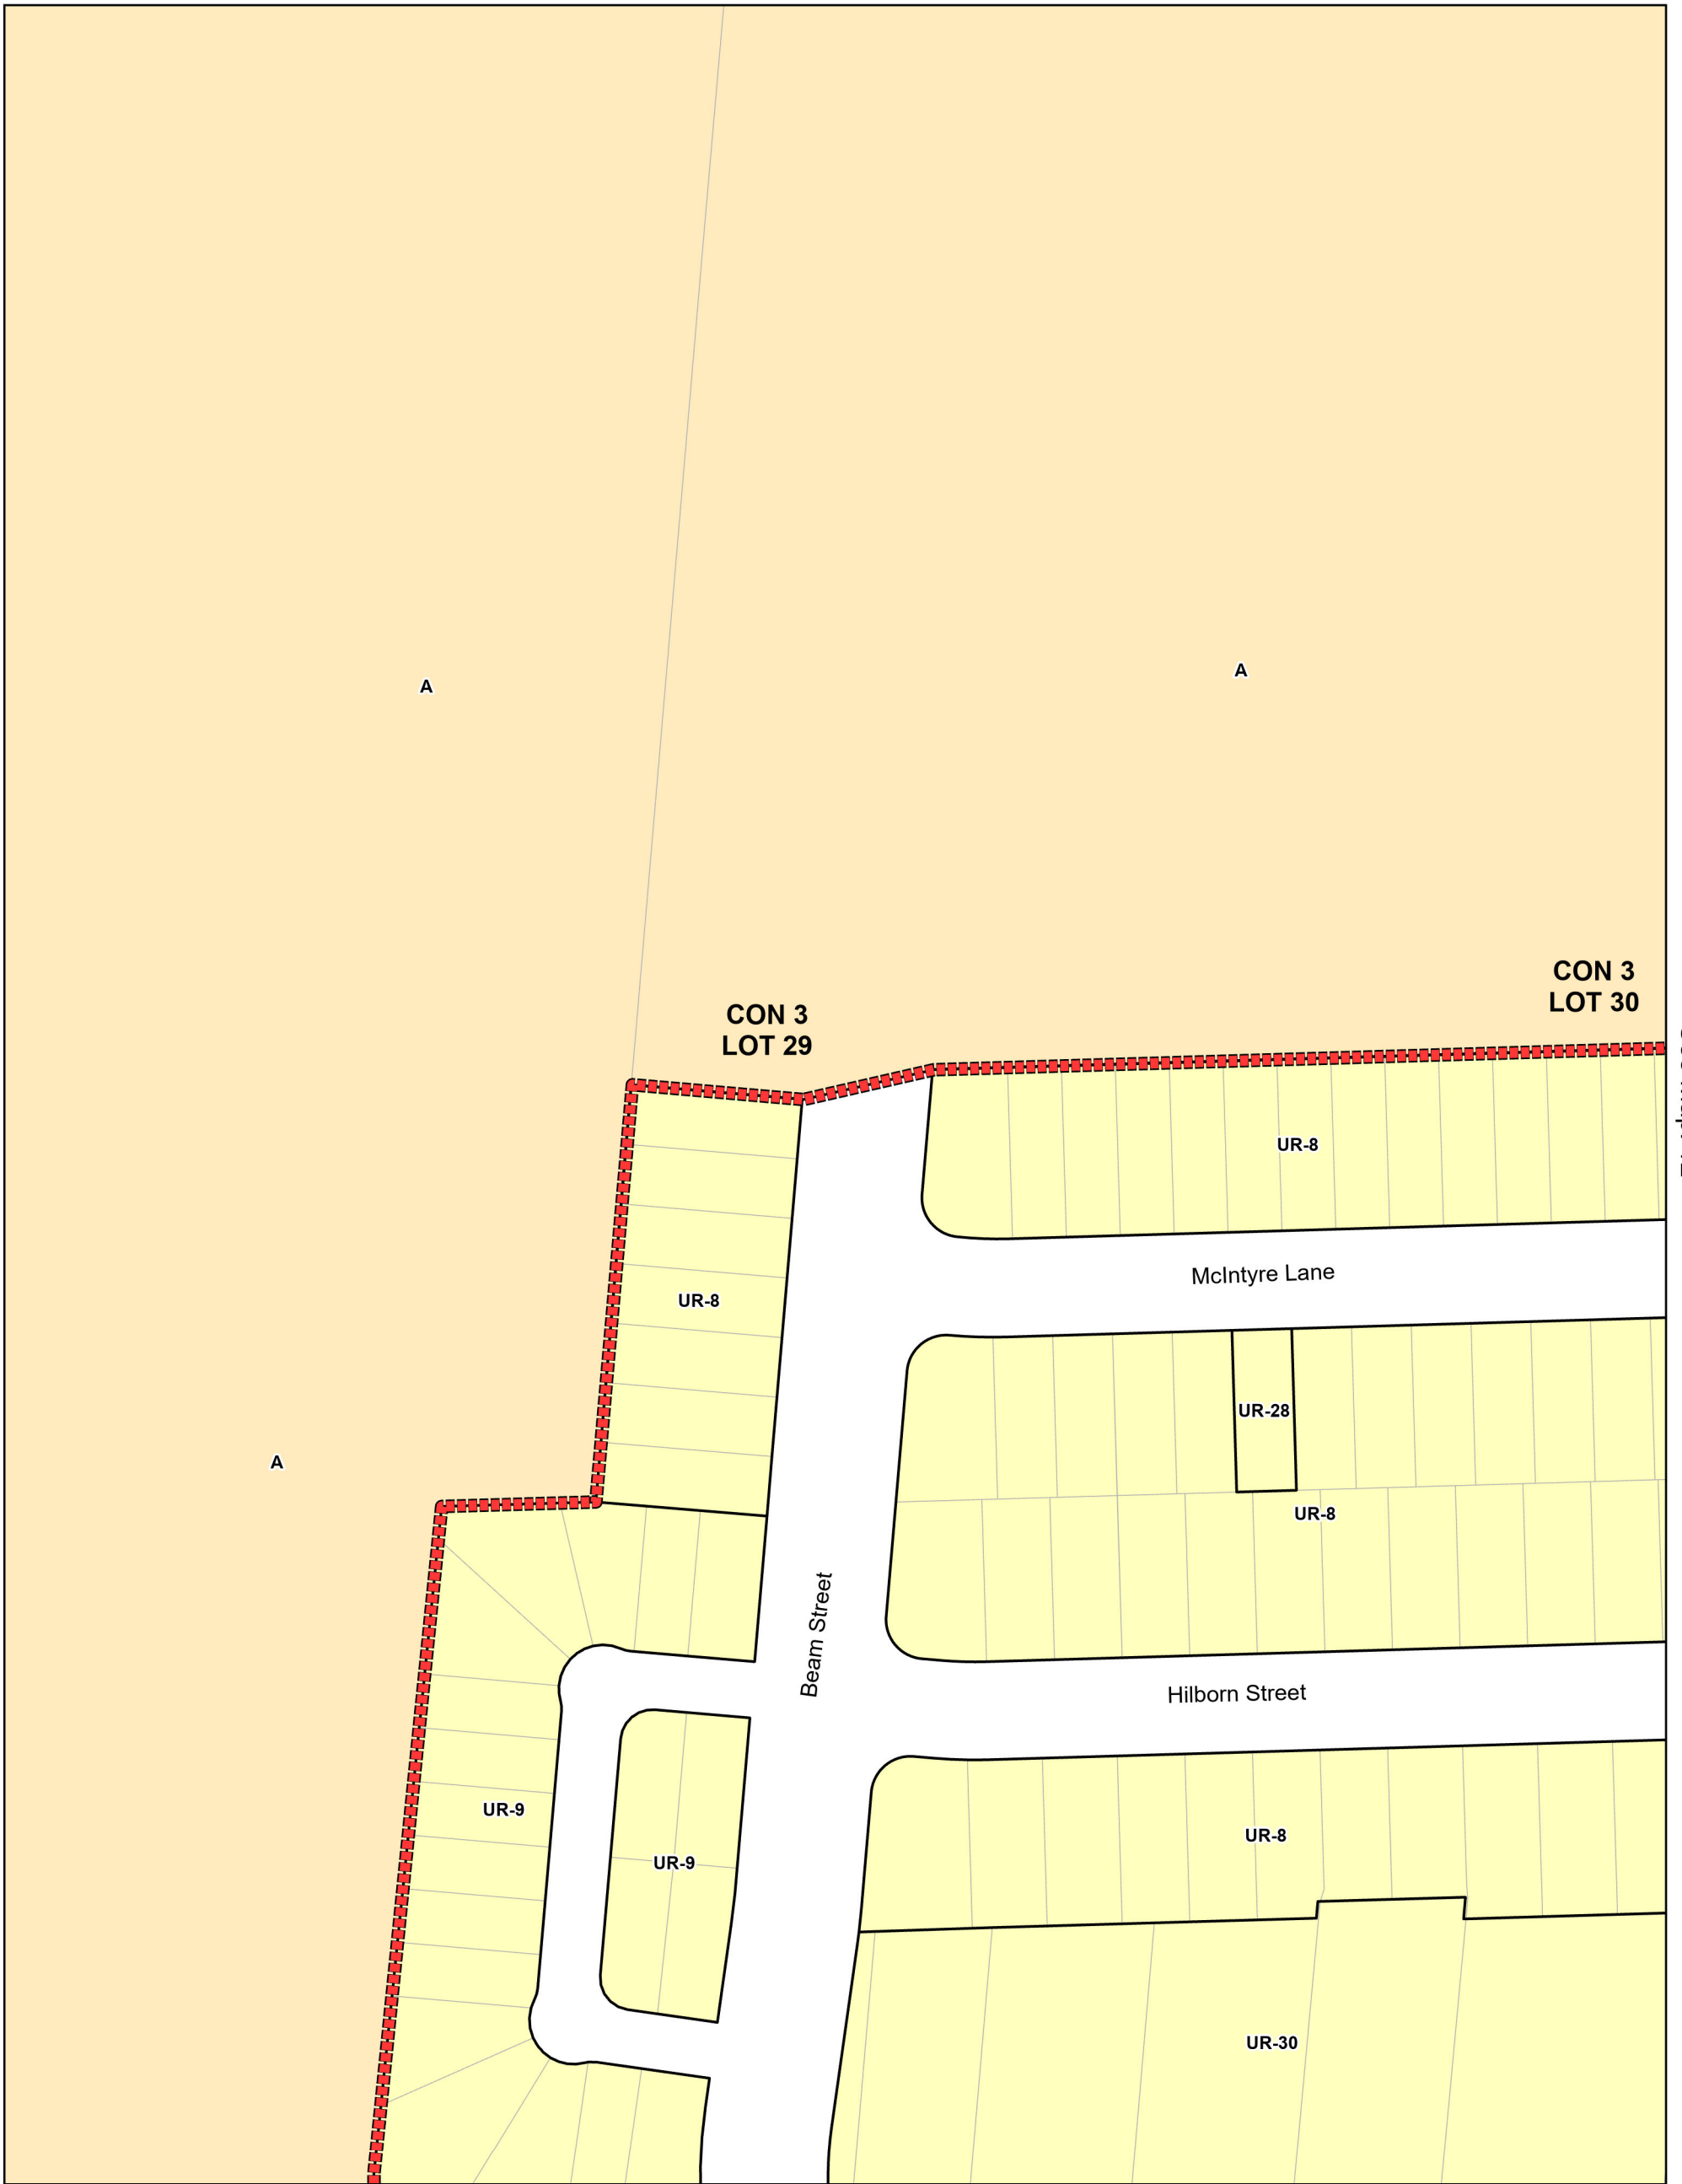 A
A
CON 3
LOT 30
CON 3
LOT 29
UR-8
McIntyre Lane
UR-8
UR-28
A
UR-8
Beam Street
Hilborn Street
UR-9
UR-8
UR-9
UR-30